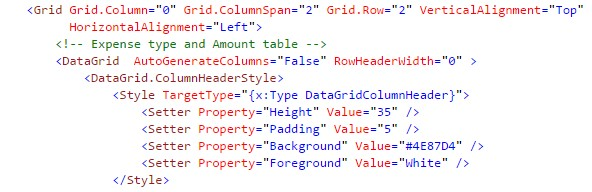 <Grid Grid.Column="0" Grid.ColumnSpan="2" Grid.Row="2" VerticalAlignment="Top"
HorizontalAlignment="Left">
<!-- Expense type and Amount table -->
<DataGrid  AutoGenerateColumns="False" RowHeaderWidth="0" >
<DataGrid.ColumnHeaderStyle>
<Style TargetType="{x:Type DataGridColumnHeader}">
<Setter Property="Height" Value="35" />
<Setter Property="Padding" Value="5" />
<Setter Property="Background" Value="#4E87D4" />
<Setter Property="Foreground" Value="White" />
</Style>